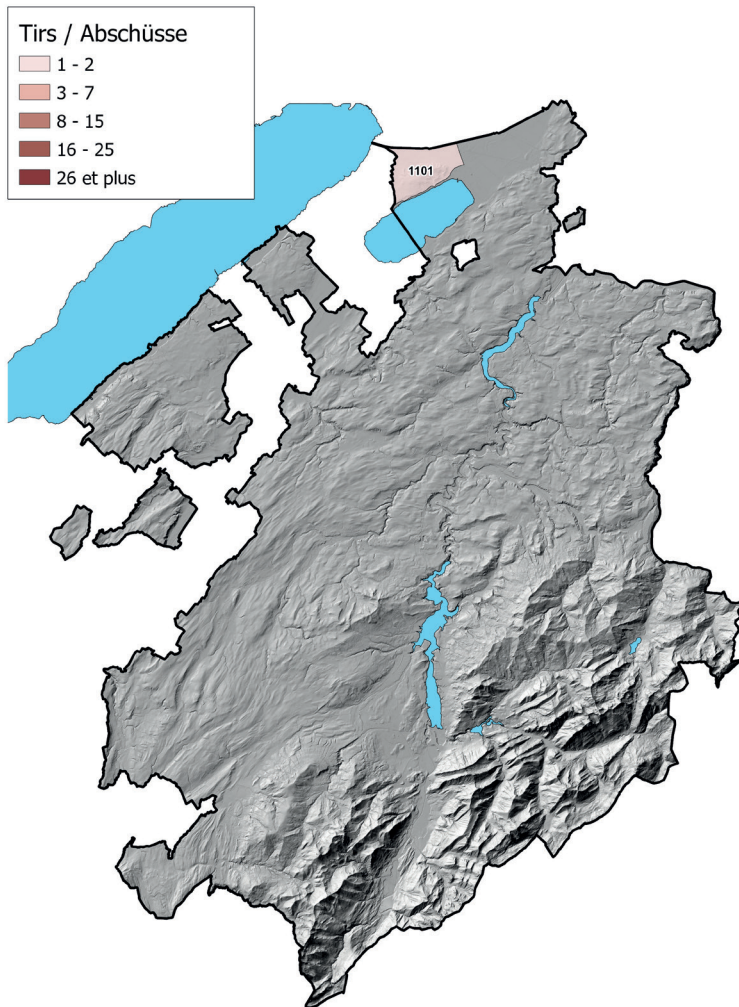 Tirs / Abschüsse
1 - 2
3 - 7
8 - 15
16 - 25
26 et plus
1101